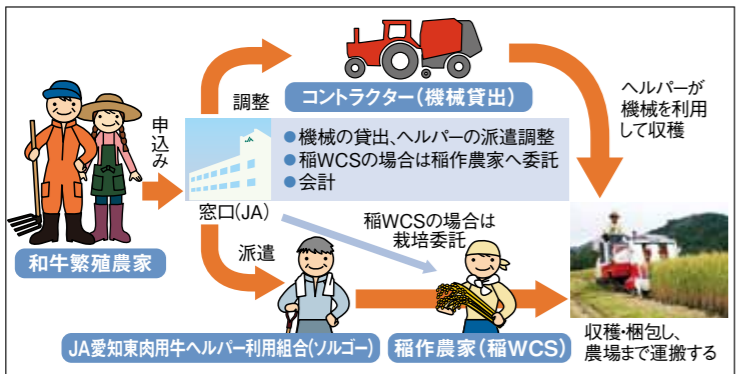 ヘルパーが
機械を利用
して収穫
調整
コントラクター(機械貸出)
申込み
JA
●機械の貸出、ヘルパーの派遣調整
●稲WCSの場合は稲作農家へ委託
●会計
窓口(JA)
稲WCSの場合は
栽培委託
派遣
和牛繁殖農家
JA愛知東肉用牛ヘルパー利用組合(ソルゴー)
稲作農家(稲WCS)
収穫・梱包し、
農場まで運搬する